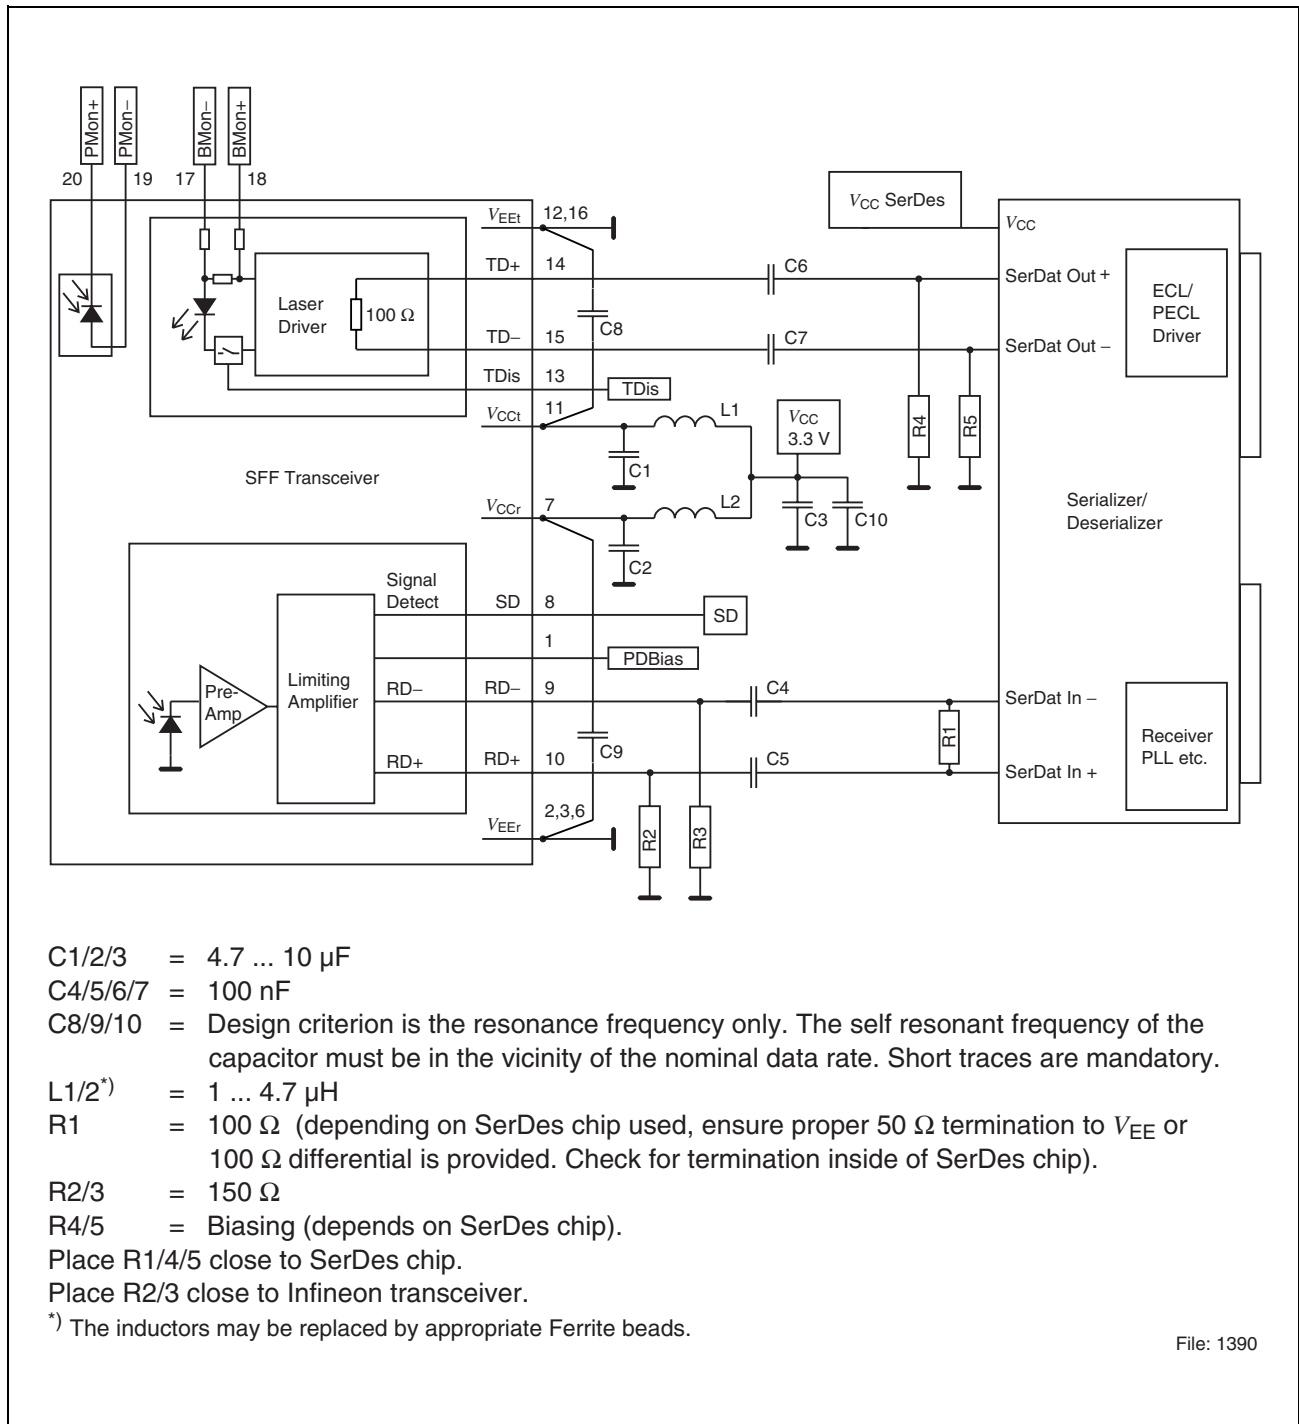 PMon+
PMon−
BMon−
BMon+
20
19
17
18
VEEt
12,16
VCC SerDes
VCC
TD+
14
C6
SerDat Out +
ECL/
PECL
Driver
Laser
Driver
100 Ω
C8
TD−
15
C7
SerDat Out −
TDis
13
TDis
VCCt
11
L1
VCC
3.3 V
R4
R5
C1
SFF Transceiver
Serializer/
Deserializer
VCCr
7
L2
C3
C10
C2
Signal
Detect
SD
8
SD
1
PDBias
Pre-
Amp
Limiting
Amplifier
RD−
RD−
9
C4
SerDat In −
R1
Receiver
PLL etc.
C9
RD+
RD+
10
C5
SerDat In +
VEEr
2,3,6
R2
R3
C1/2/3 = 4.7 ... 10 µF
C4/5/6/7 = 100 nF
C8/9/10 = Design criterion is the resonance frequency only. The self resonant frequency of the
capacitor must be in the vicinity of the nominal data rate. Short traces are mandatory.
L1/2*) = 1 ... 4.7 µH
R1 = 100 Ω (depending on SerDes chip used, ensure proper 50 Ω termination to VEE or
100 Ω differential is provided. Check for termination inside of SerDes chip).
R2/3 = 150 Ω
R4/5 = Biasing (depends on SerDes chip).
Place R1/4/5 close to SerDes chip.
Place R2/3 close to Infineon transceiver.
*) The inductors may be replaced by appropriate Ferrite beads.
File: 1390